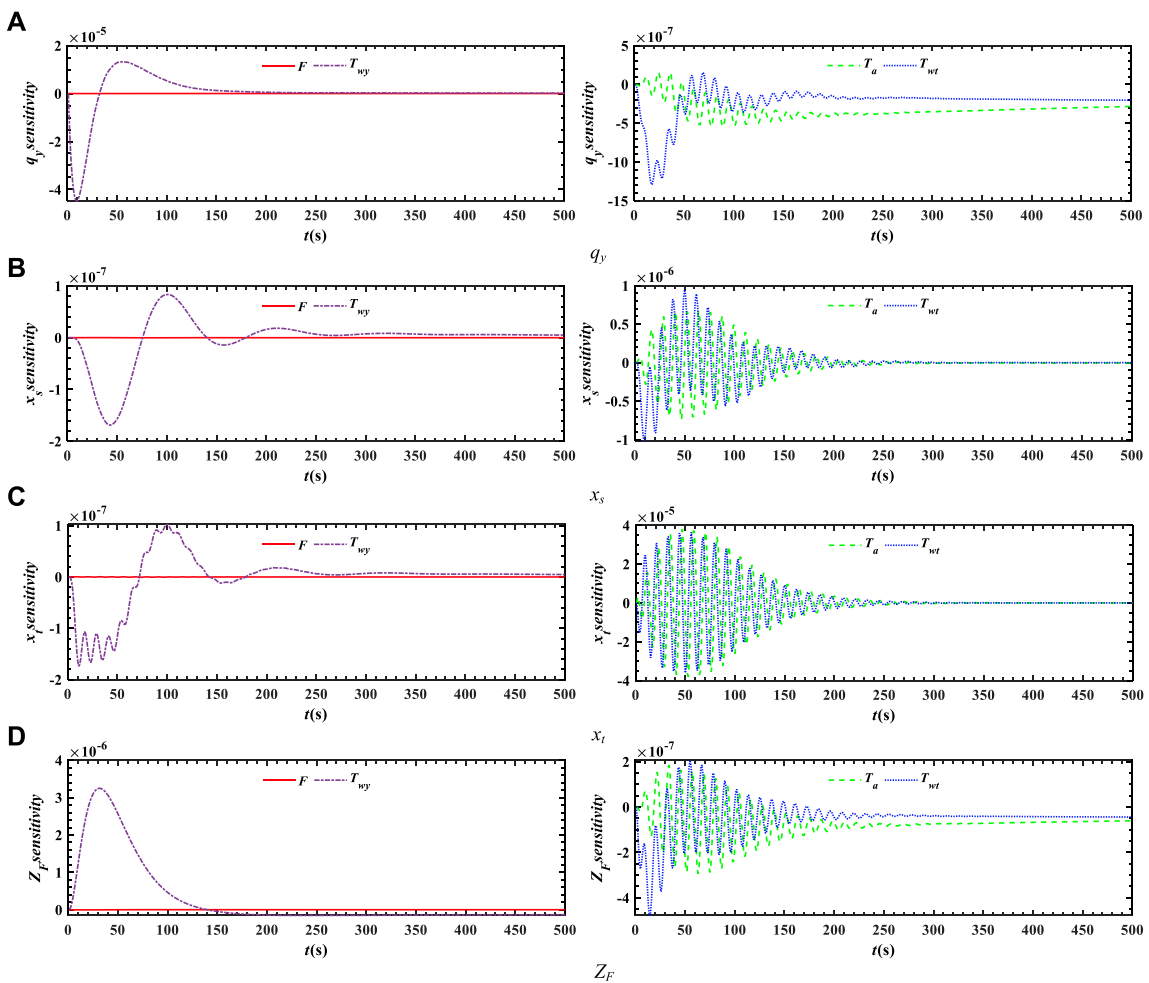 A
×10⁻⁵
q_y sensitivity
2
0
-2
-4
F T_wy
0 50 100 150 200 250 300 350 400 450 500
t(s)
×10⁻⁷
q_y sensitivity
5
0
-5
-10
-15
T_a T_wt
0 50 100 150 200 250 300 350 400 450 500
t(s)
q_y
B
×10⁻⁷
x_s sensitivity
1
0
-1
-2
F T_wy
0 50 100 150 200 250 300 350 400 450 500
t(s)
×10⁻⁶
x_s sensitivity
1
0.5
0
-0.5
-1
T_a T_wt
0 50 100 150 200 250 300 350 400 450 500
t(s)
x_s
C
×10⁻⁷
x_t sensitivity
1
0
-1
-2
F T_wy
0 50 100 150 200 250 300 350 400 450 500
t(s)
×10⁻⁵
x_t sensitivity
4
2
0
-2
-4
T_a T_wt
0 50 100 150 200 250 300 350 400 450 500
t(s)
x_t
D
×10⁻⁶
Z_F sensitivity
4
3
2
1
0
F T_wy
0 50 100 150 200 250 300 350 400 450 500
t(s)
×10⁻⁷
Z_F sensitivity
2
0
-2
-4
T_a T_wt
0 50 100 150 200 250 300 350 400 450 500
t(s)
Z_F